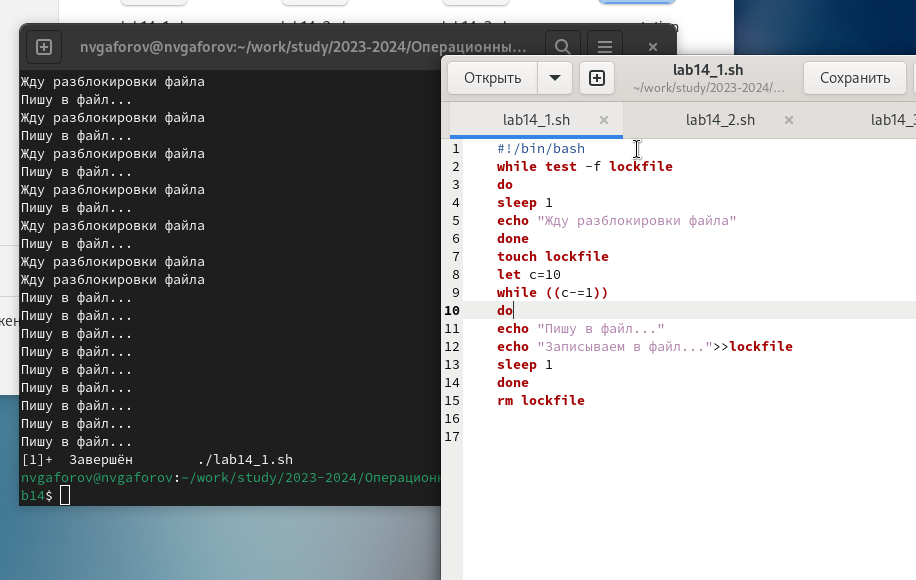 nvgaforov@nvgaforov:~/work/study/2023-2024/Операционны...
Жду разблокировки файла
Пишу в файл...
Жду разблокировки файла
Пишу в файл...
Жду разблокировки файла
Пишу в файл...
Жду разблокировки файла
Пишу в файл...
Жду разблокировки файла
Пишу в файл...
Жду разблокировки файла
Жду разблокировки файла
Пишу в файл...
Пишу в файл...
Пишу в файл...
Пишу в файл...
Пишу в файл...
Пишу в файл...
Пишу в файл...
Пишу в файл...
Пишу в файл...
[1]+  Завершён        ./lab14_1.sh
nvgaforov@nvgaforov:~/work/study/2023-2024/Операционн
b14$
Открыть
lab14_1.sh
~/work/study/2023-2024/...
Сохранить
lab14_1.sh
lab14_2.sh
lab14_3
1 #!/bin/bash
2 while test -f lockfile
3 do
4 sleep 1
5 echo "Жду разблокировки файла"
6 done
7 touch lockfile
8 let c=10
9 while ((c-=1))
10 do
11 echo "Пишу в файл..."
12 echo "Записываем в файл...">>lockfile
13 sleep 1
14 done
15 rm lockfile
16
17